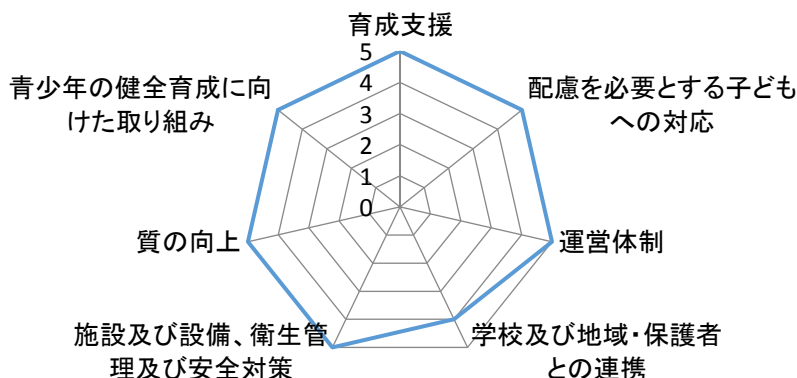 育成支援
5
4
3
2
1
0
配慮を必要とする子ども
への対応
運営体制
学校及び地域・保護者
との連携
施設及び設備、衛生管
理及び安全対策
質の向上
青少年の健全育成に向
けた取り組み